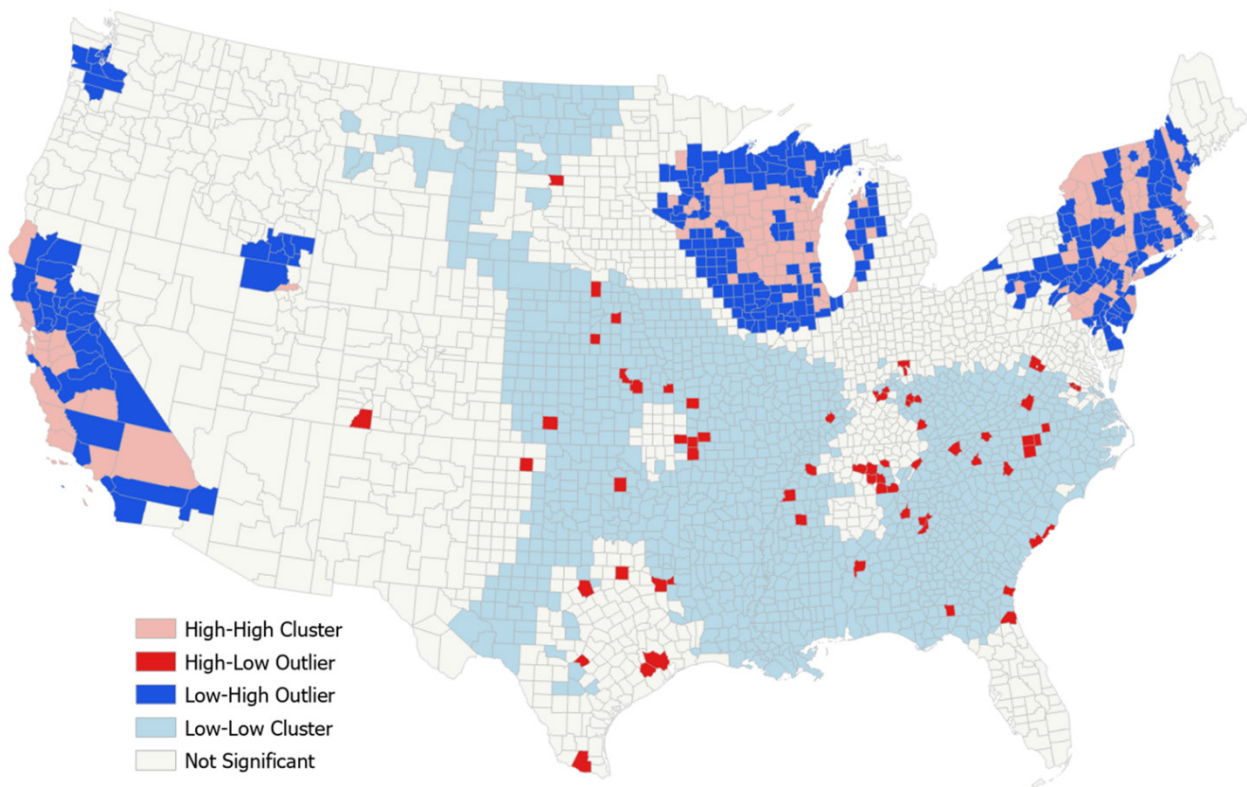 High-High Cluster
High-Low Outlier
Low-High Outlier
Low-Low Cluster
Not Significant